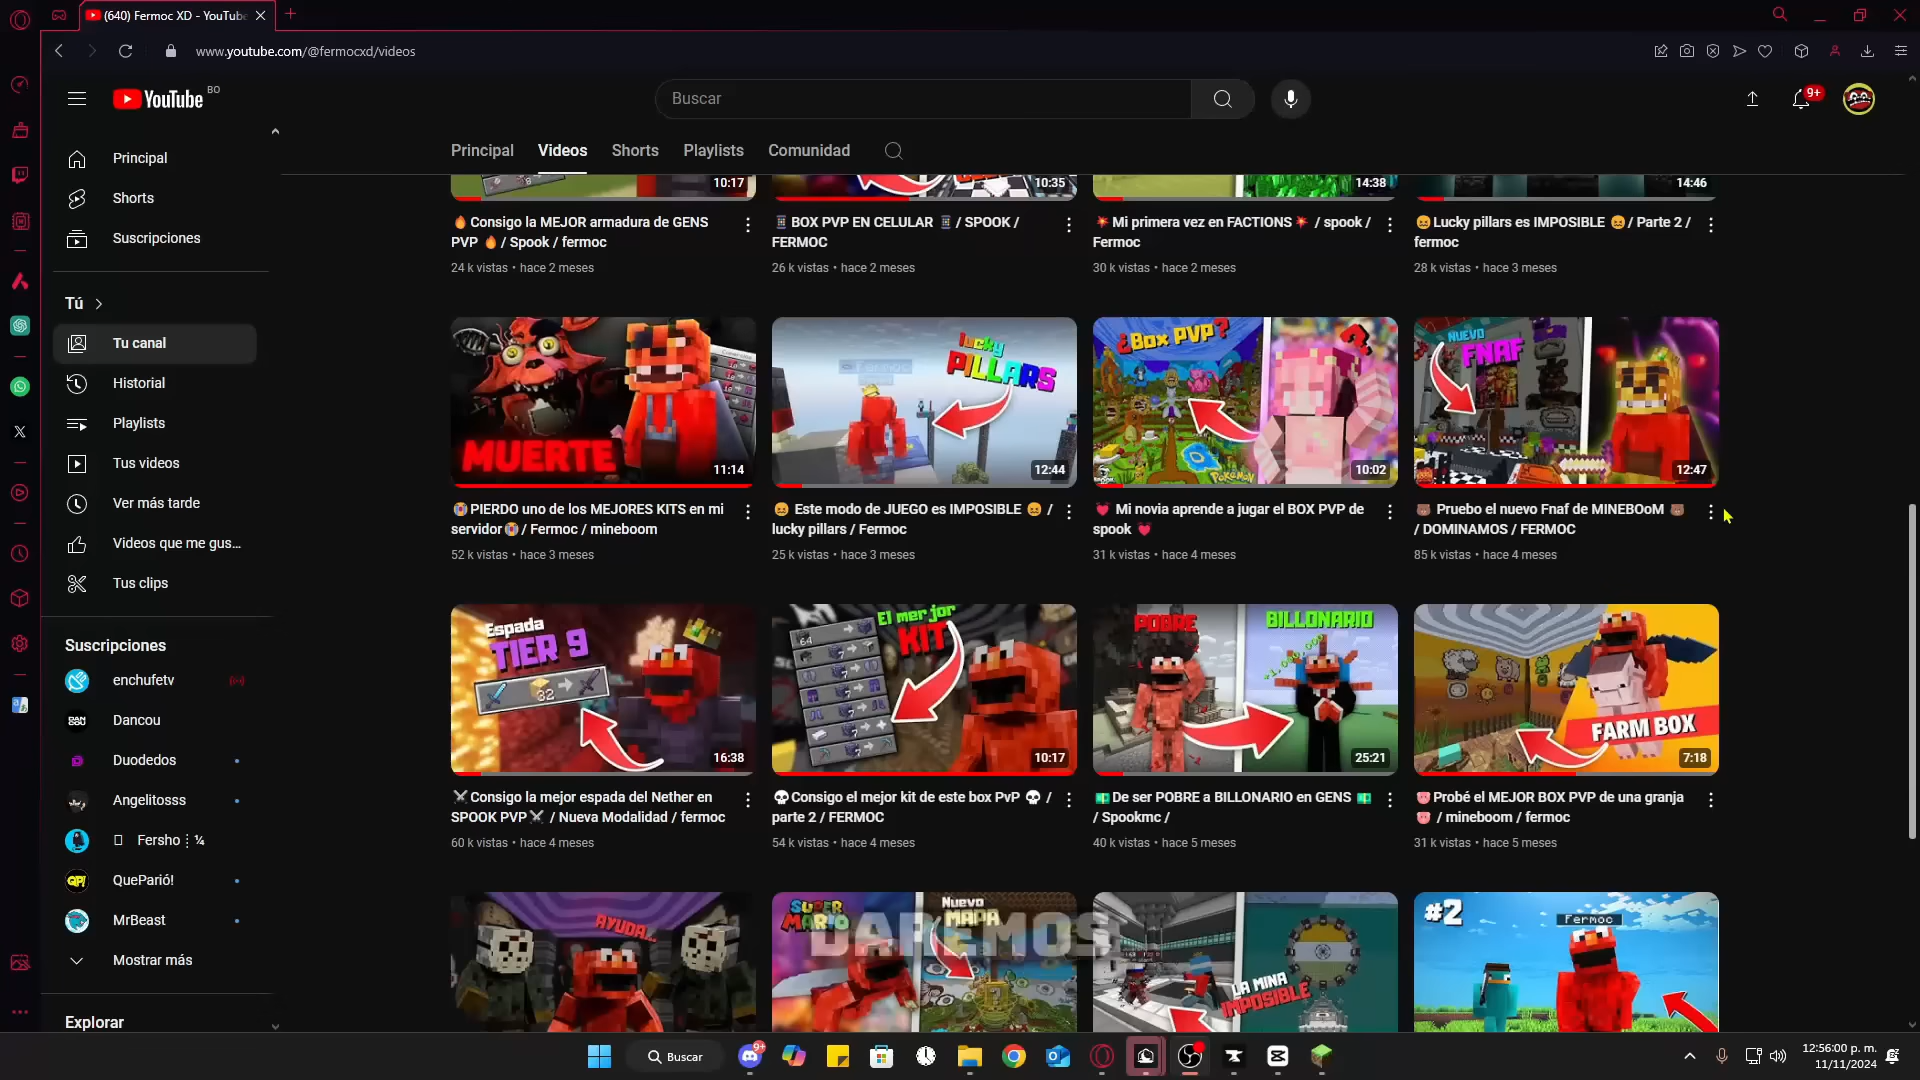 (640) Fermoc XD - YouTube
www.youtube.com/@fermocxd/videos
YouTube
BO
Buscar
9+
Principal
Shorts
Suscripciones
Tú
Tu canal
Historial
Playlists
Tus videos
Ver más tarde
Videos que me gus...
Tus clips
Suscripciones
enchufetv
Dancou
Duodedos
Angelitosss
Fersho ⋮ ¼
QueParió!
MrBeast
Mostrar más
Explorar
Principal
Videos
Shorts
Playlists
Comunidad
10:17
10:35
14:38
14:46
🔥Consigo la MEJOR armadura de GENS
PVP 🔥 / Spook / fermoc
24 k vistas • hace 2 meses
📱BOX PVP EN CELULAR 📱 / SPOOK /
FERMOC
26 k vistas • hace 2 meses
💥Mi primera vez en FACTIONS💥 / spook /
Fermoc
30 k vistas • hace 2 meses
😖Lucky pillars es IMPOSIBLE 😖/ Parte 2 /
fermoc
28 k vistas • hace 3 meses
MUERTE
11:14
lucky
PILLARS
12:44
¿Box PVP?
?
POKéMON
10:02
NUEVO
FNAF
12:47
😭PIERDO uno de los MEJORES KITS en mi
servidor😭/ Fermoc / mineboom
52 k vistas • hace 3 meses
😖 Este modo de JUEGO es IMPOSIBLE 😖 /
lucky pillars / Fermoc
25 k vistas • hace 3 meses
💗 Mi novia aprende a jugar el BOX PVP de
spook 💗
31 k vistas • hace 4 meses
🐻 Pruebo el nuevo Fnaf de MINEBOoM 🐻
/ DOMINAMOS / FERMOC
85 k vistas • hace 4 meses
Espada
TIER 9
32
16:38
El merjor
KIT
64
10:17
POBRE
BILLONARIO
25:21
FARM BOX
7:18
⚔️Consigo la mejor espada del Nether en
SPOOK PVP⚔️ / Nueva Modalidad / fermoc
60 k vistas • hace 4 meses
💀Consigo el mejor kit de este box PvP 💀 /
parte 2 / FERMOC
54 k vistas • hace 4 meses
💵De ser POBRE a BILLONARIO en GENS 💵
/ Spookmc /
40 k vistas • hace 5 meses
🐷Probé el MEJOR BOX PVP de una granja
🐷 / mineboom / fermoc
31 k vistas • hace 5 meses
AYUDA...
SUPER
MARIO
Nuevo
MAPA
LA MINA
IMPOSIBLE
#2
Fermoc
DAREMOS
Buscar
9+
12:56:00 p. m.
11/11/2024